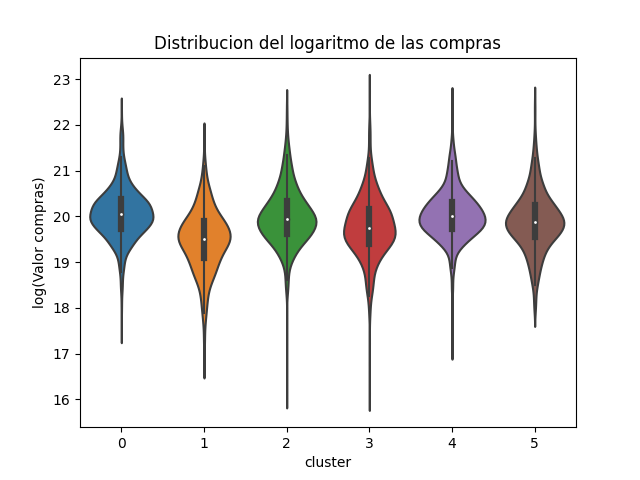 Distribucion del logaritmo de las compras
log(Valor compras)
23
22
21
20
19
18
17
16
0 1 2 3 4 5
cluster